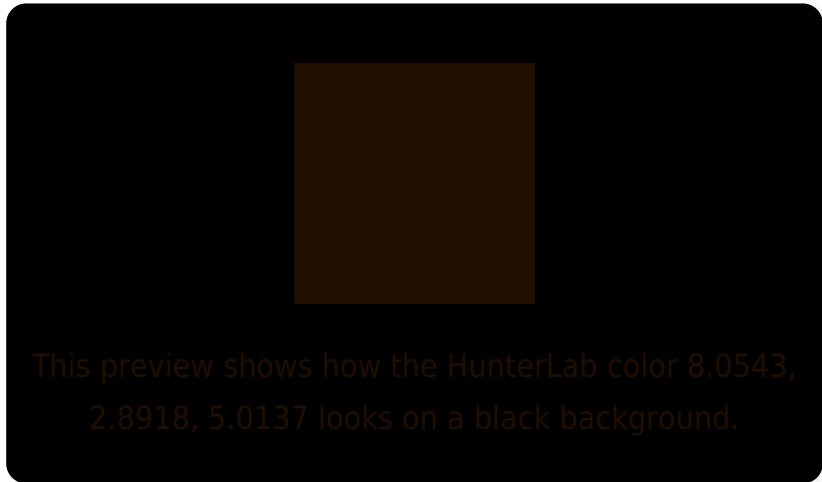 This preview shows how the HunterLab color 8.0543,
2.8918, 5.0137 looks on a black background.